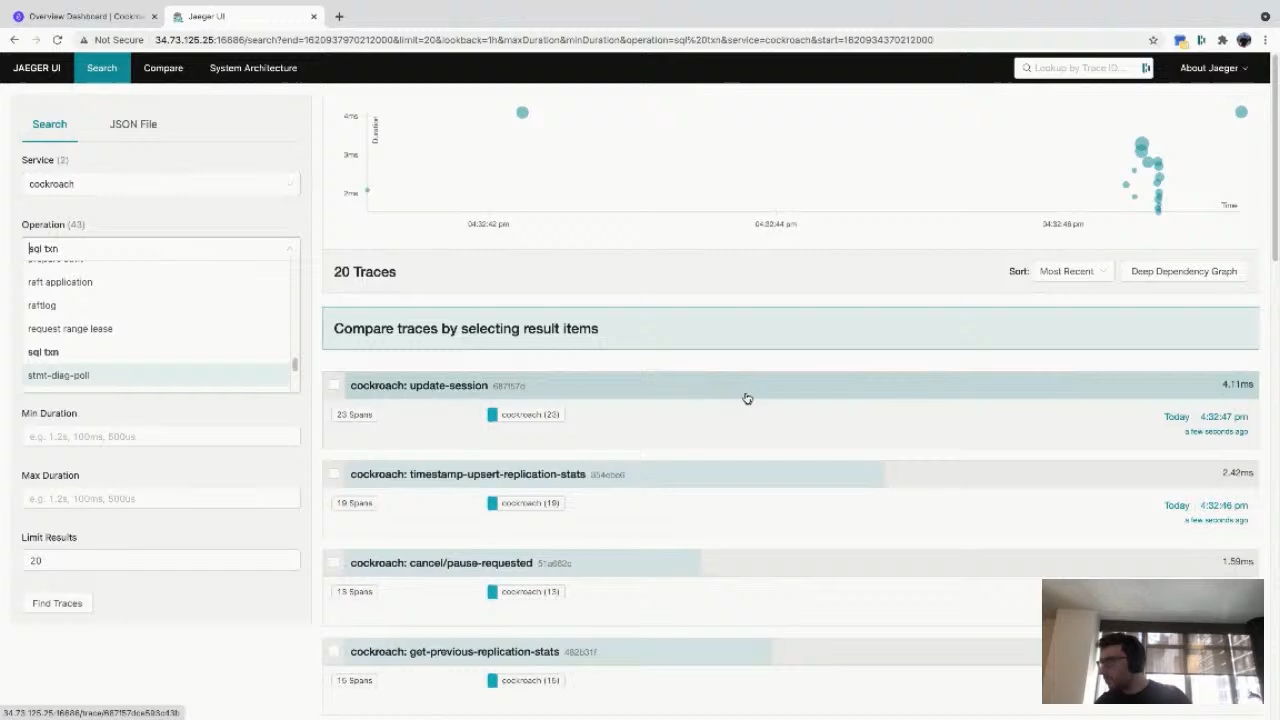 Overview Dashboard | Cockro
Jaeger UI
Not Secure 34.73.125.25:16686/search?end=1620937970212000&limit=20&lookback=1h&maxDuration&minDuration&operation=sql%20txn&service=cockroach&start=1620934370212000
JAEGER UI Search Compare System Architecture Lookup by Trace ID... About Jaeger
Search JSON File
Service (2)
cockroach
Operation (43)
sql txn
raft application
raftlog
request range lease
sql txn
stmt-diag-poll
Min Duration
e.g. 1.2s, 100ms, 500us
Max Duration
e.g. 1.2s, 100ms, 500us
Limit Results
20
Find Traces
4ms
3ms
2ms
Duration
04:32:42 pm 04:32:44 pm 04:32:46 pm
Time
20 Traces Sort: Most Recent Deep Dependency Graph
Compare traces by selecting result items
cockroach: update-session 687157d 4.11ms
23 Spans cockroach (23) Today 4:32:47 pm
a few seconds ago
cockroach: timestamp-upsert-replication-stats 2.42ms
19 Spans cockroach (19) Today 4:32:46 pm
a few seconds ago
cockroach: cancel/pause-requested 1.59ms
13 Spans cockroach (13)
cockroach: get-previous-replication-stats 482b31f
15 Spans cockroach (15)